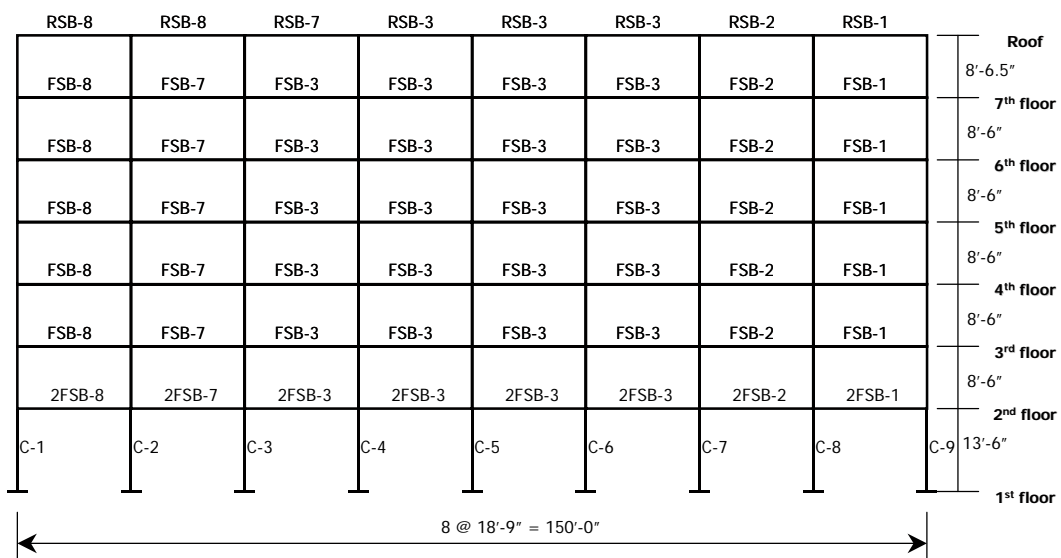 RSB-8 RSB-8 RSB-7 RSB-3 RSB-3 RSB-3 RSB-2 RSB-1
Roof
8'-6.5"
FSB-8 FSB-7 FSB-3 FSB-3 FSB-3 FSB-3 FSB-2 FSB-1
7th floor
8'-6"
FSB-8 FSB-7 FSB-3 FSB-3 FSB-3 FSB-3 FSB-2 FSB-1
6th floor
8'-6"
FSB-8 FSB-7 FSB-3 FSB-3 FSB-3 FSB-3 FSB-2 FSB-1
5th floor
8'-6"
FSB-8 FSB-7 FSB-3 FSB-3 FSB-3 FSB-3 FSB-2 FSB-1
4th floor
8'-6"
FSB-8 FSB-7 FSB-3 FSB-3 FSB-3 FSB-3 FSB-2 FSB-1
3rd floor
8'-6"
2FSB-8 2FSB-7 2FSB-3 2FSB-3 2FSB-3 2FSB-3 2FSB-2 2FSB-1
2nd floor
C-1 C-2 C-3 C-4 C-5 C-6 C-7 C-8 C-9 13'-6"
1st floor
8 @ 18'-9" = 150'-0"